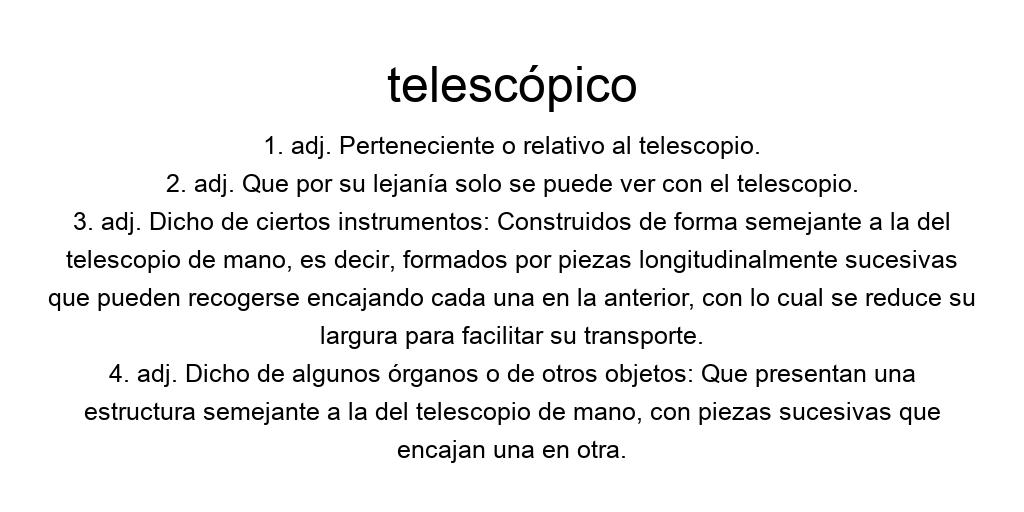 telescópico
1. adj. Perteneciente o relativo al telescopio.
2. adj. Que por su lejanía solo se puede ver con el telescopio.
3. adj. Dicho de ciertos instrumentos: Construidos de forma semejante a la del
telescopio de mano, es decir, formados por piezas longitudinalmente sucesivas
que pueden recogerse encajando cada una en la anterior, con lo cual se reduce su
largura para facilitar su transporte.
4. adj. Dicho de algunos órganos o de otros objetos: Que presentan una
estructura semejante a la del telescopio de mano, con piezas sucesivas que
encajan una en otra.